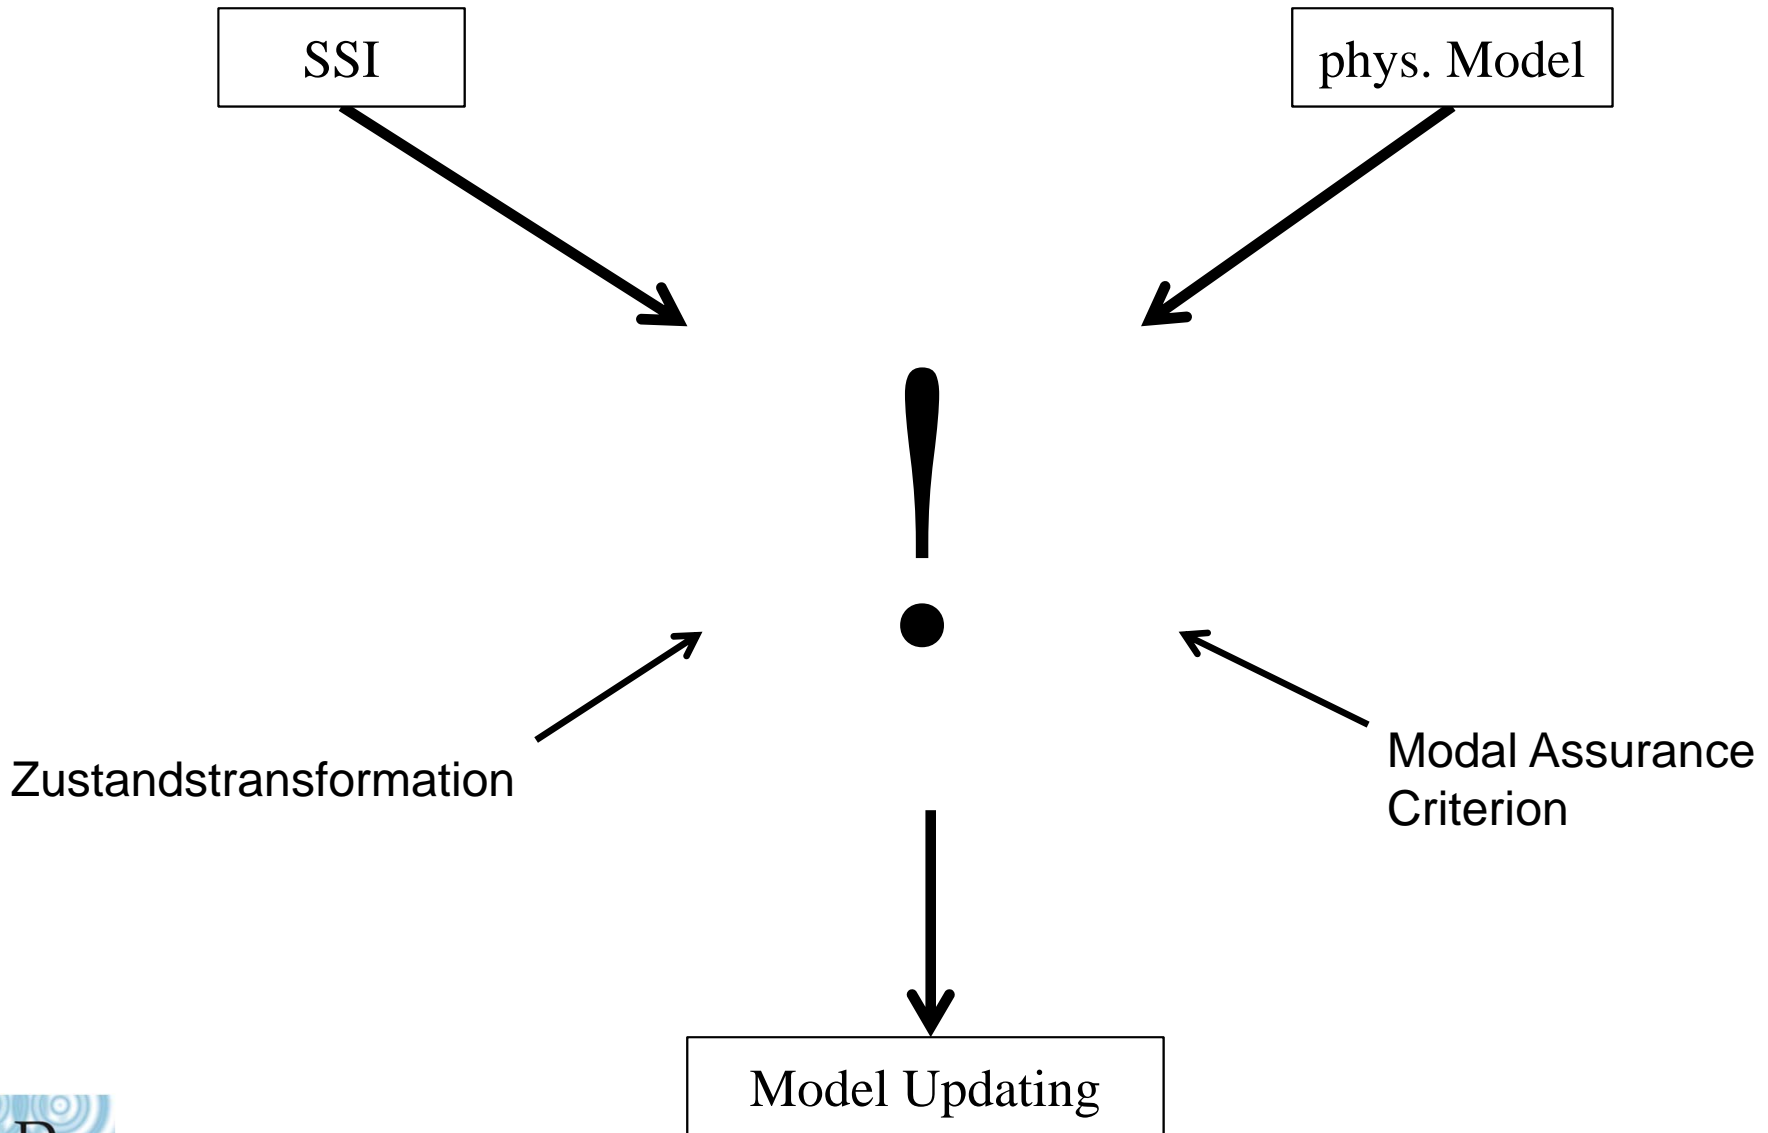 SSI
phys. Model
!
Zustandstransformation
Modal Assurance
Criterion
Model Updating